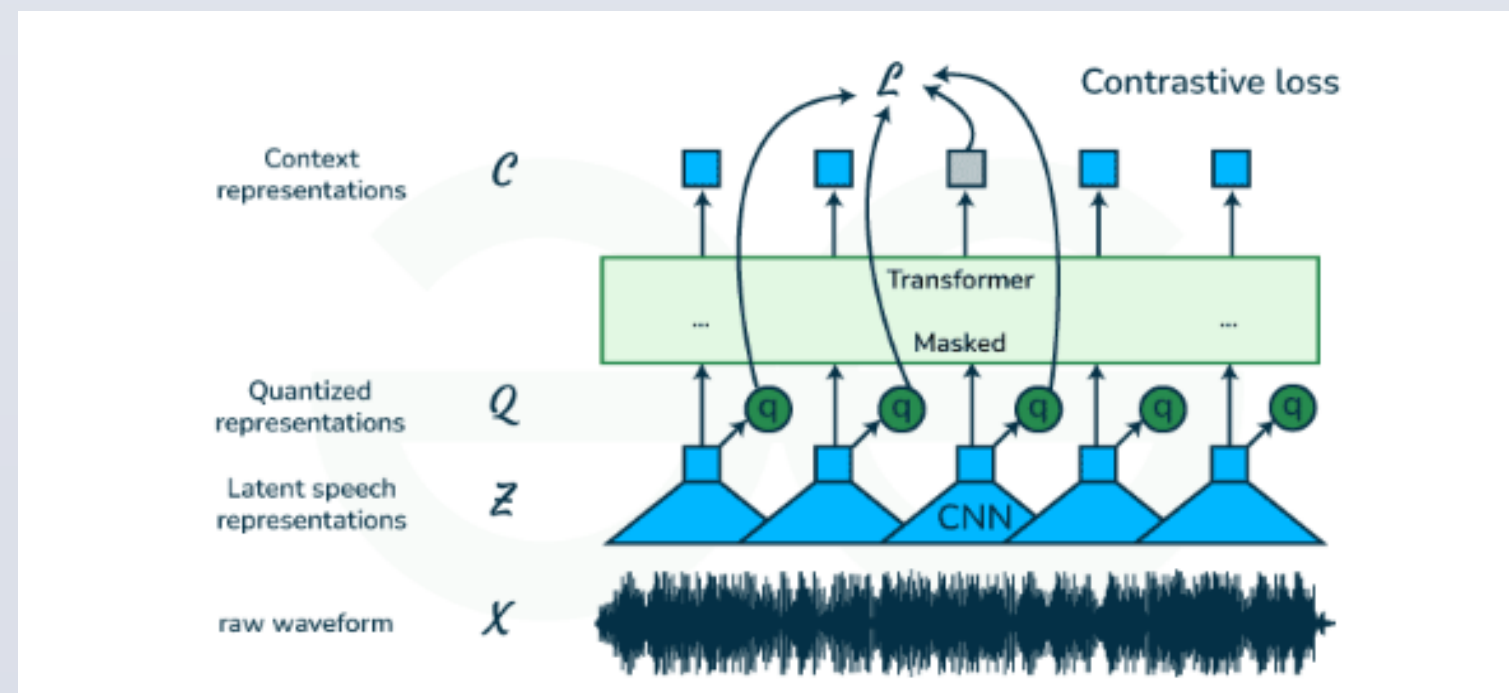 ℒ
Contrastive loss
Context
representations
𝒞
Transformer
...
...
Masked
Quantized
representations
𝒬
q
q
q
q
q
Latent speech
representations
𝒵
CNN
raw waveform
𝒳